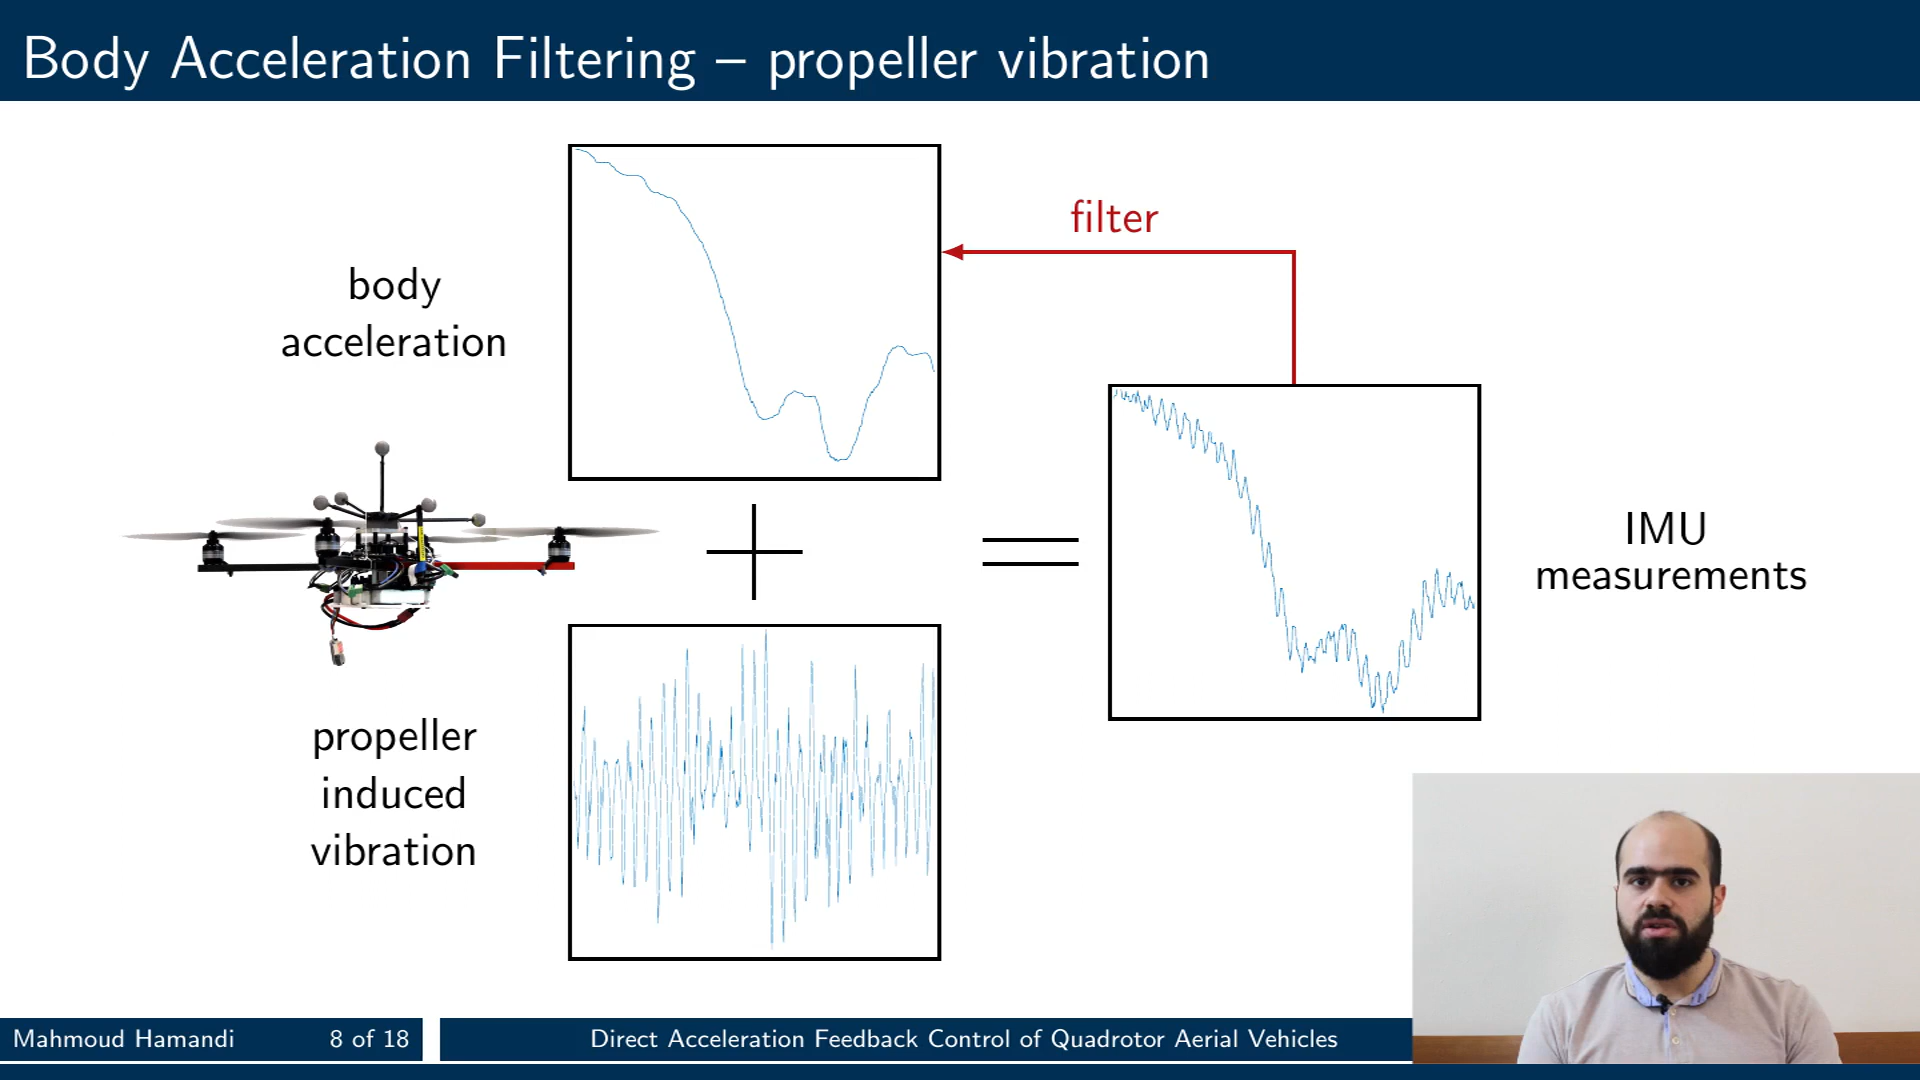 Body Acceleration Filtering – propeller vibration
filter
body
acceleration
IMU
measurements
propeller
induced
vibration
Mahmoud Hamandi
8 of 18
Direct Acceleration Feedback Control of Quadrotor Aerial Vehicles